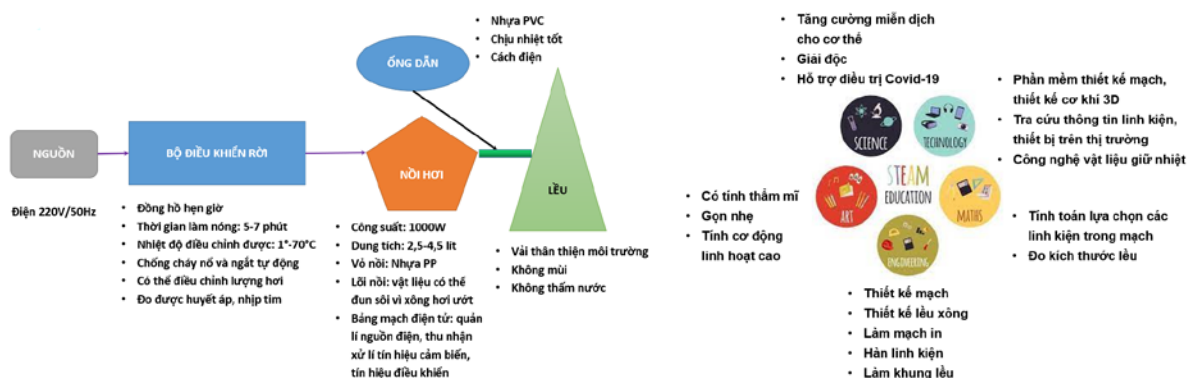 NGUỒN
Điện 220V/50Hz
BỘ ĐIỀU KHIỂN RỜI
• Đồng hồ hẹn giờ
• Thời gian làm nóng: 5-7 phút
• Nhiệt độ điều chỉnh được: 1°-70°C
• Chống cháy nổ và ngắt tự động
• Có thể điều chỉnh lượng hơi
• Đo được huyết áp, nhịp tim
ỐNG DẪN
• Nhựa PVC
• Chịu nhiệt tốt
• Cách điện
NỒI HƠI
• Công suất: 1000W
• Dung tích: 2,5-4,5 lít
• Vỏ nồi: Nhựa PP
• Lõi nồi: vật liệu có thể
đun sôi vì xông hơi ướt
• Bảng mạch điện tử: quản
lí nguồn điện, thu nhận
xử lí tín hiệu cảm biến,
tín hiệu điều khiển
LỀU
• Vải thân thiện môi trường
• Không mùi
• Không thấm nước
• Tăng cường miễn dịch
cho cơ thể
• Giải độc
• Hỗ trợ điều trị Covid-19
SCIENCE
TECHNOLOGY
• Phần mềm thiết kế mạch,
thiết kế cơ khí 3D
• Tra cứu thông tin linh kiện,
thiết bị trên thị trường
• Công nghệ vật liệu giữ nhiệt
STEAM
EDUCATION
ART
• Có tính thẩm mĩ
• Gọn nhẹ
• Tính cơ động
linh hoạt cao
MATHS
• Tính toán lựa chọn các
linh kiện trong mạch
• Đo kích thước lều
ENGINEERING
• Thiết kế mạch
• Thiết kế lều xông
• Làm mạch in
• Hàn linh kiện
• Làm khung lều